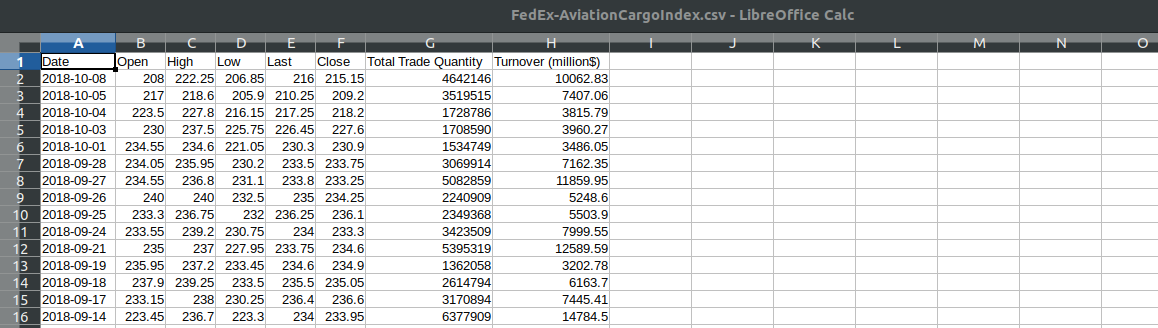 FedEx-AviationCargoIndex.csv - LibreOffice Calc
A B C D E F G H I J K L M N O
1 Date Open High Low Last Close Total Trade Quantity Turnover (million$)
2 2018-10-08 208 222.25 206.85 216 215.15 4642146 10062.83
3 2018-10-05 217 218.6 205.9 210.25 209.2 3519515 7407.06
4 2018-10-04 223.5 227.8 216.15 217.25 218.2 1728786 3815.79
5 2018-10-03 230 237.5 225.75 226.45 227.6 1708590 3960.27
6 2018-10-01 234.55 234.6 221.05 230.3 230.9 1534749 3486.05
7 2018-09-28 234.05 235.95 230.2 233.5 233.75 3069914 7162.35
8 2018-09-27 234.55 236.8 231.1 233.8 233.25 5082859 11859.95
9 2018-09-26 240 240 232.5 235 234.25 2240909 5248.6
10 2018-09-25 233.3 236.75 232 236.25 236.1 2349368 5503.9
11 2018-09-24 233.55 239.2 230.75 234 233.3 3423509 7999.55
12 2018-09-21 235 237 227.95 233.75 234.6 5395319 12589.59
13 2018-09-19 235.95 237.2 233.45 234.6 234.9 1362058 3202.78
14 2018-09-18 237.9 239.25 233.5 235.5 235.05 2614794 6163.7
15 2018-09-17 233.15 238 230.25 236.4 236.6 3170894 7445.41
16 2018-09-14 223.45 236.7 223.3 234 233.95 6377909 14784.5